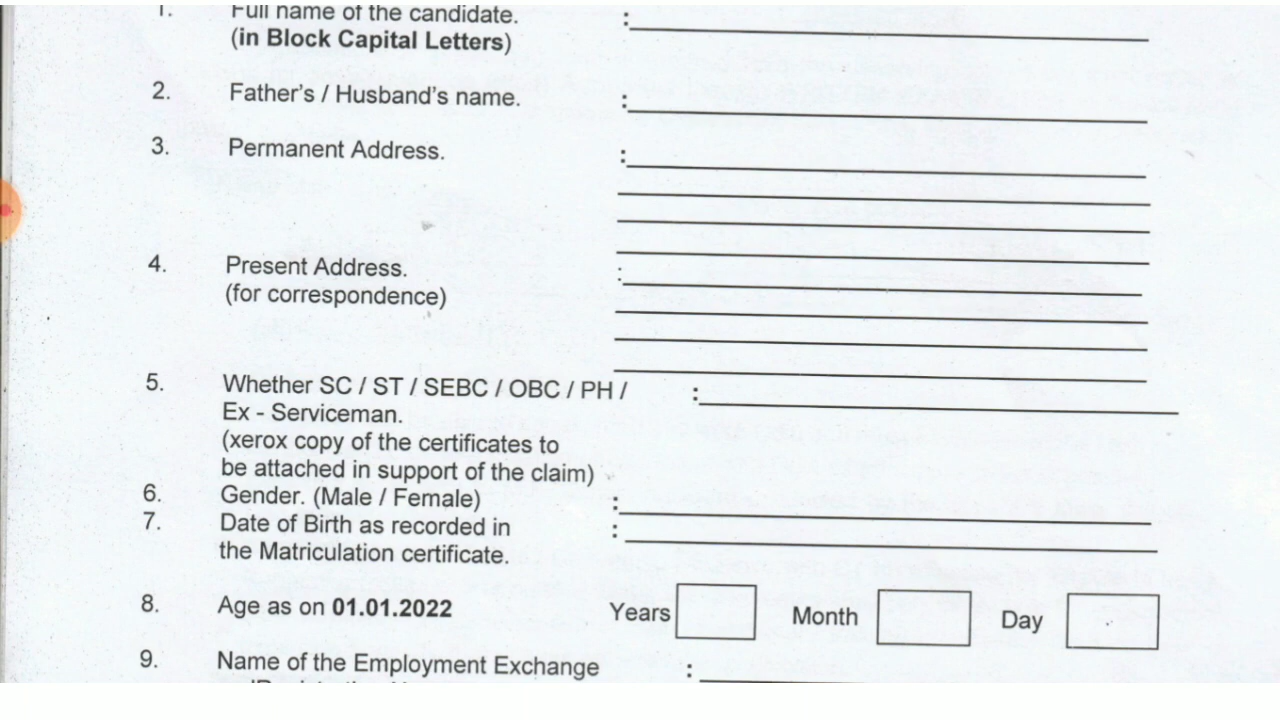 1. Full name of the candidate. :
(in Block Capital Letters)
2. Father's / Husband's name. :
3. Permanent Address. :
4. Present Address. :
(for correspondence)
5. Whether SC / ST / SEBC / OBC / PH / :
Ex - Serviceman.
(xerox copy of the certificates to
be attached in support of the claim)
6. Gender. (Male / Female) :
7. Date of Birth as recorded in :
the Matriculation certificate.
8. Age as on 01.01.2022 Years Month Day
9. Name of the Employment Exchange :